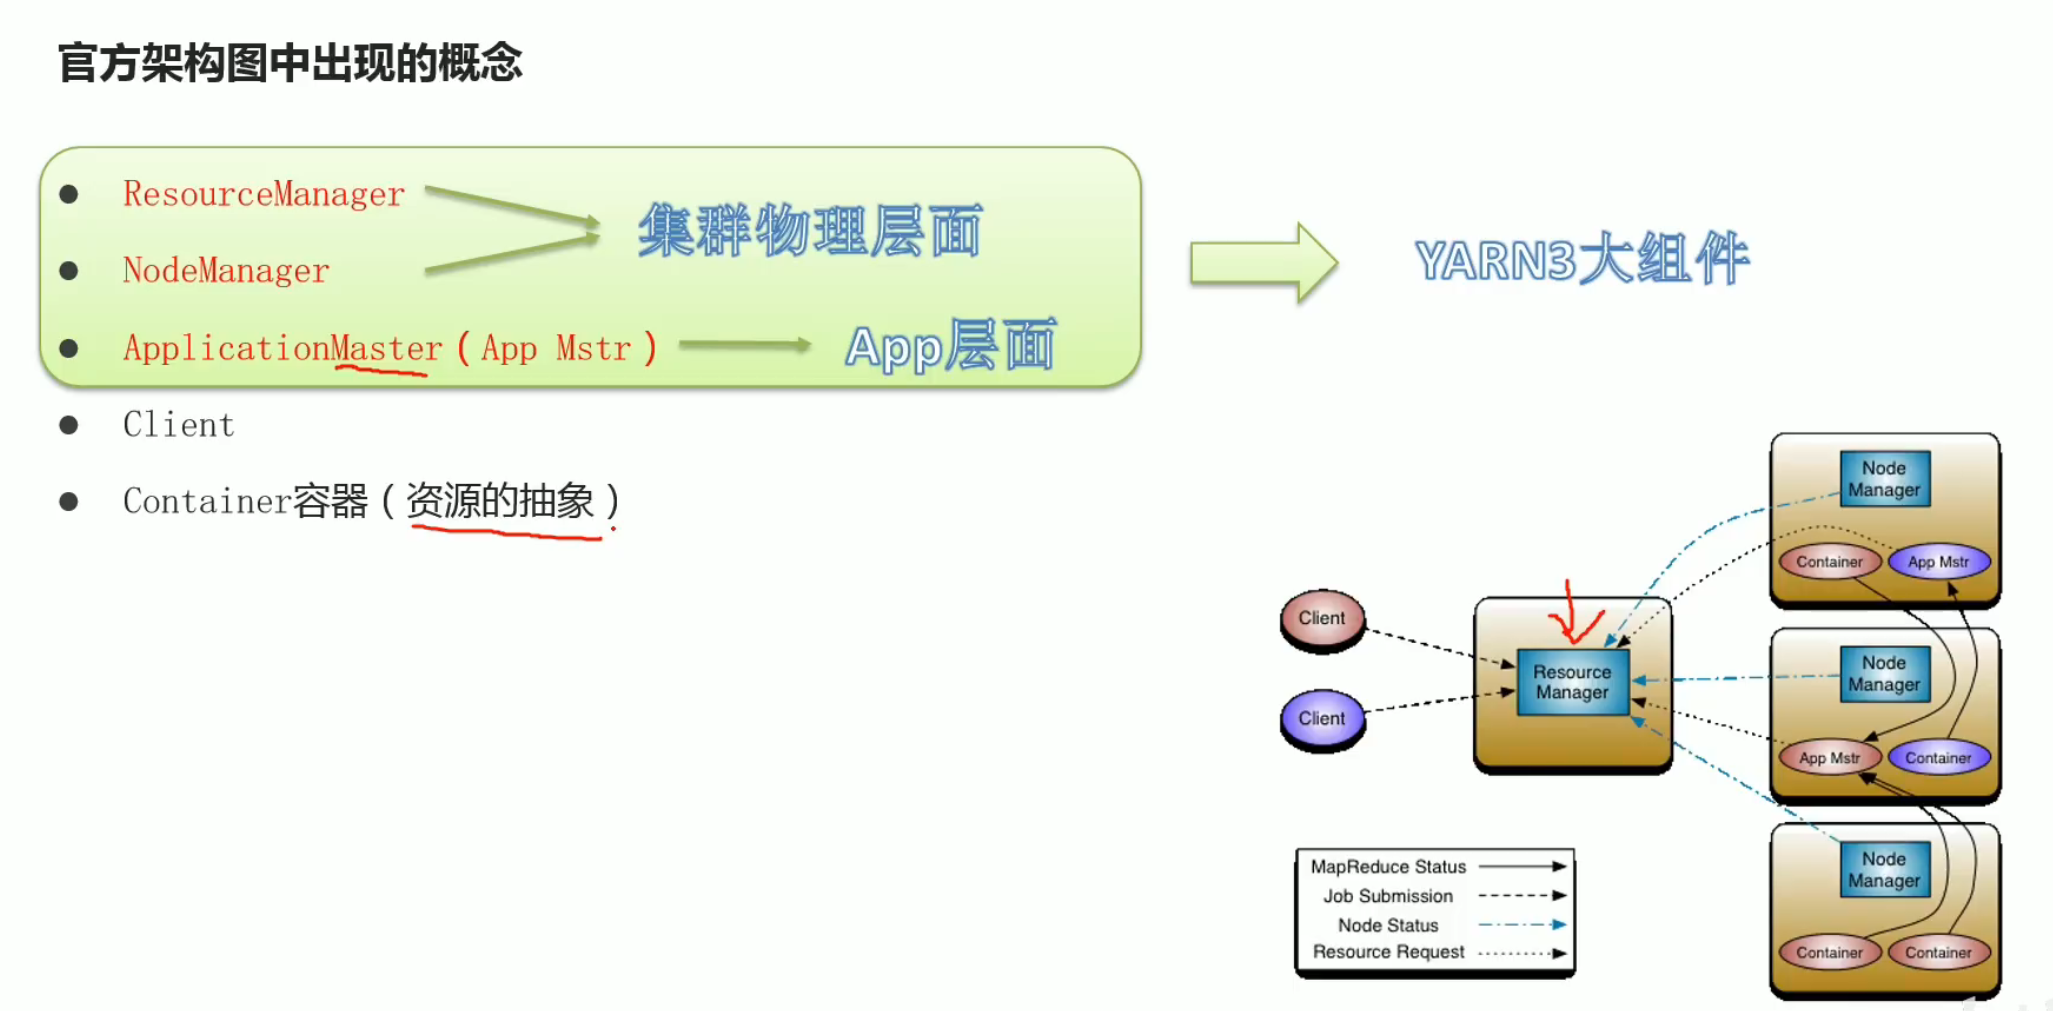 官方架构图中出现的概念
● ResourceManager
集群物理层面
● NodeManager
YARN3大组件
● ApplicationMaster（App Mstr）
App层面
● Client
● Container容器（资源的抽象）
Client
Client
Resource
Manager
Node
Manager
Container
App Mstr
Node
Manager
App Mstr
Container
Node
Manager
Container
Container
MapReduce Status
Job Submission
Node Status
Resource Request